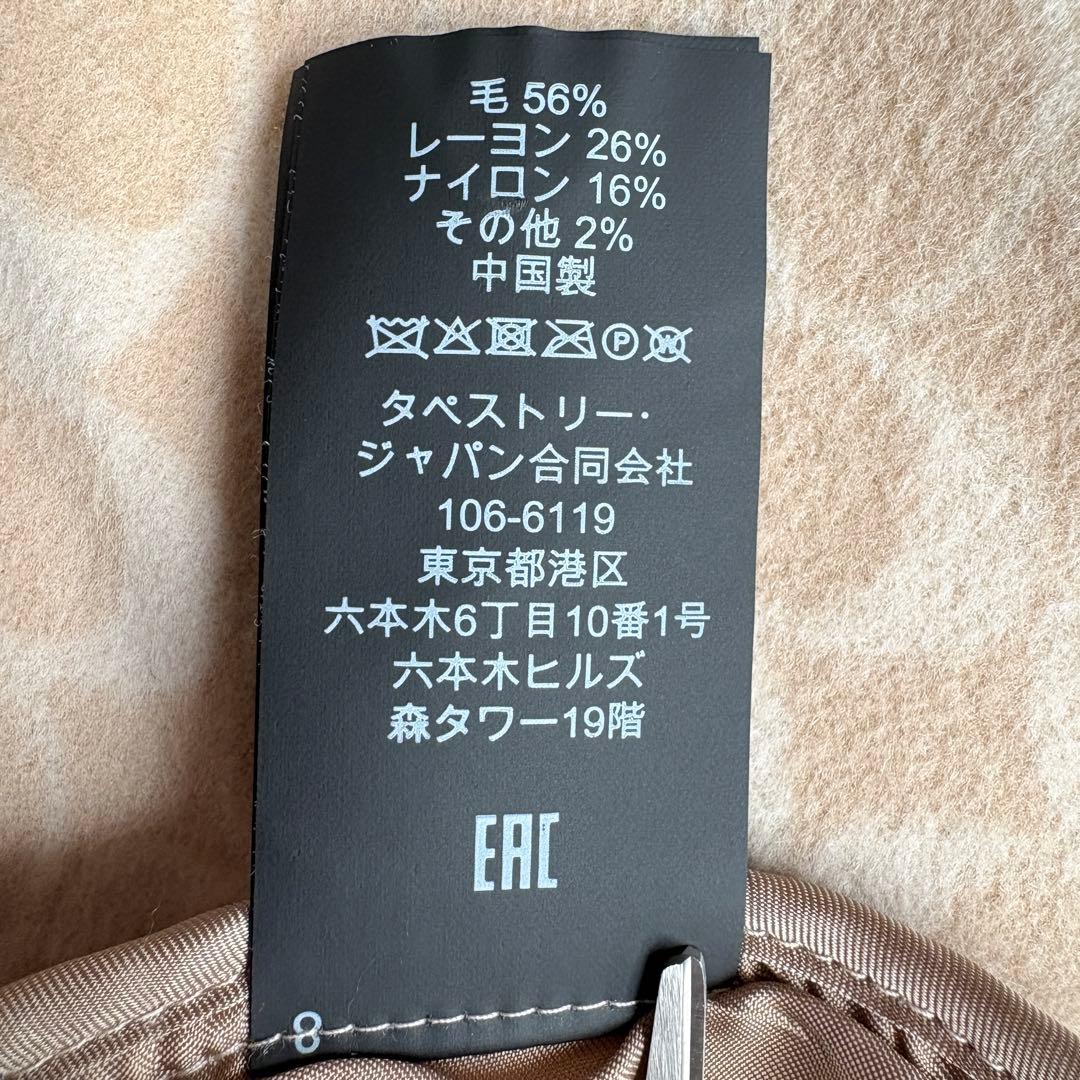 毛 56%
レーヨン 26%
ナイロン 16%
その他 2%
中国製
P W
タペストリー・
ジャパン合同会社
106-6119
東京都港区
六本木6丁目10番1号
六本木ヒルズ
森タワー19階
EAC
8